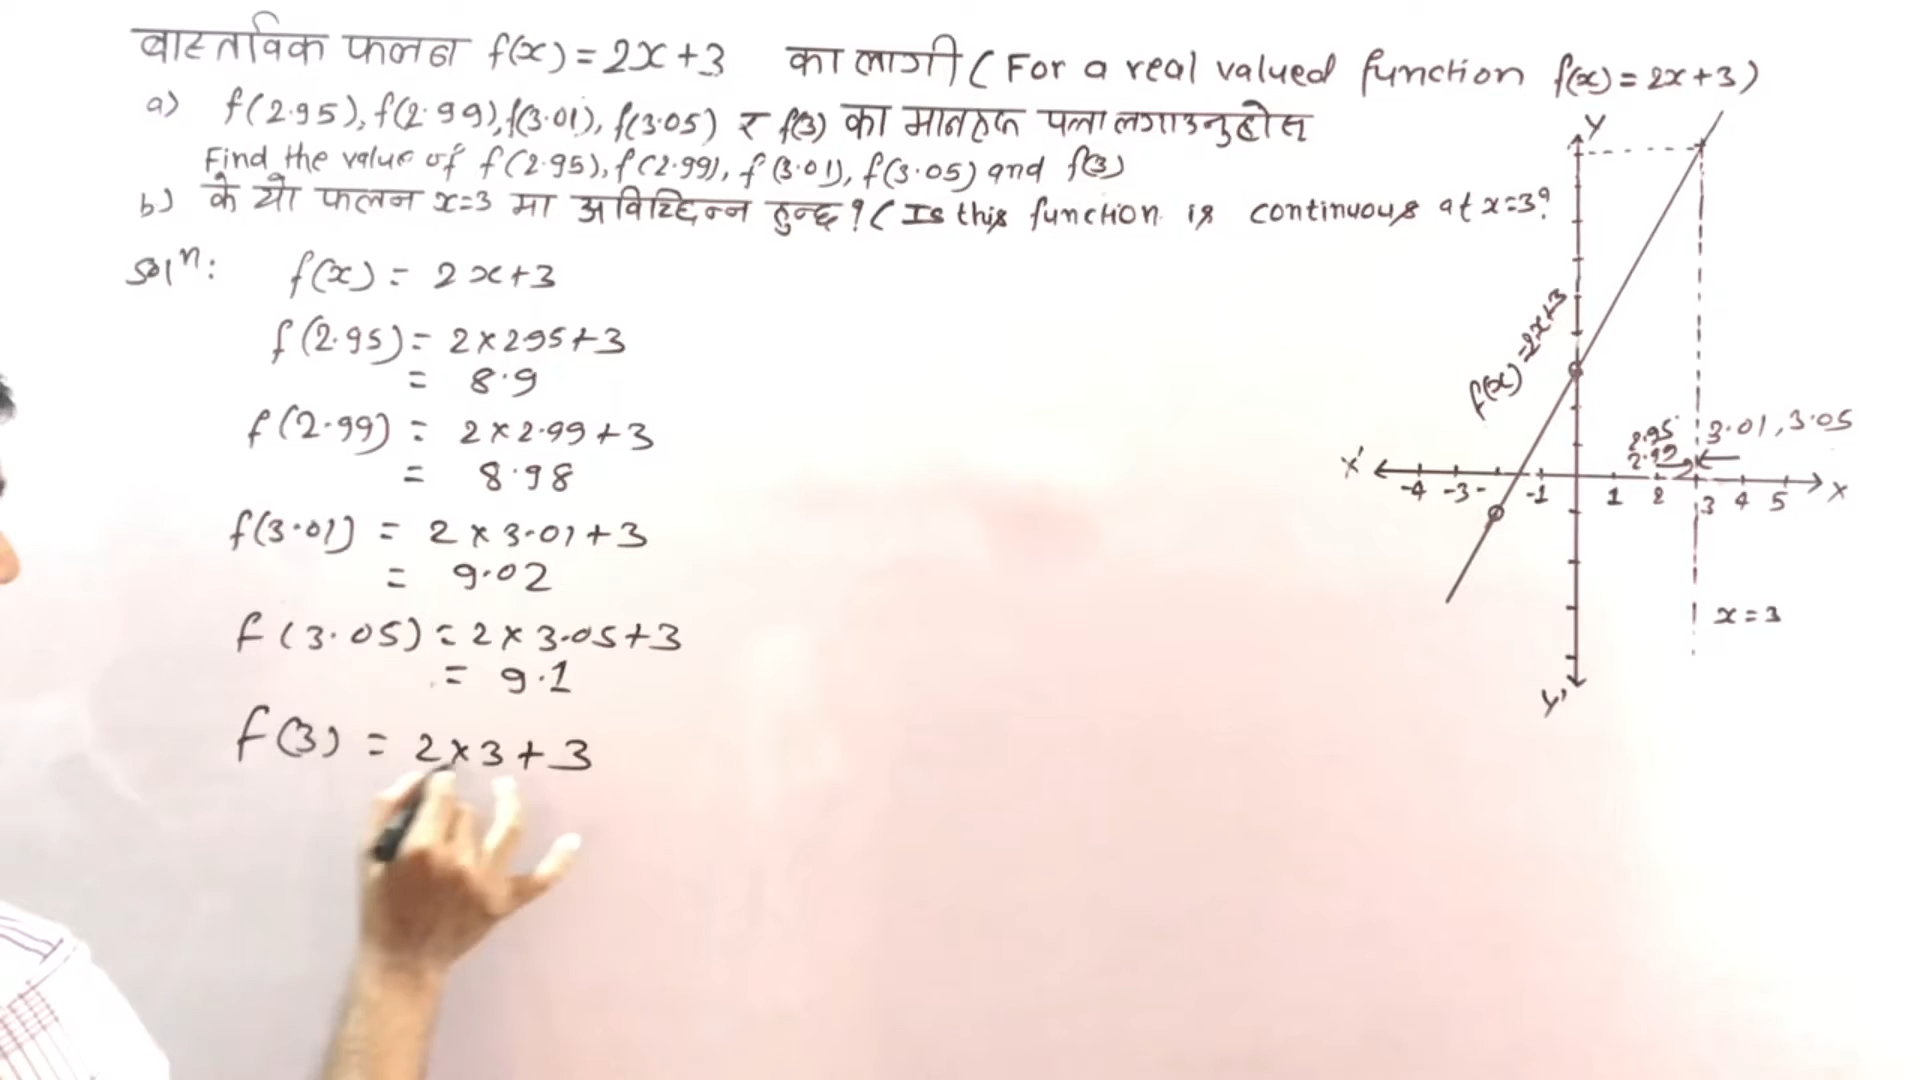 वास्तविक फलन f(x) = 2x+3 का लागी ( For a real valued function f(x) = 2x+3 )
a) f(2.95), f(2.99), f(3.01), f(3.05) र f(3) का मानहरू पत्ता लगाउनुहोस
Find the value of f(2.95), f(2.99), f(3.01), f(3.05) and f(3)
b) के यो फलन x=3 मा अविच्छिन्न हुन्छ ? ( Is this function is continuous at x=3?
Solⁿ: f(x) = 2x+3
f(2.95) = 2×295+3
= 8.9
f(2.99) = 2×2.99+3
= 8.98
f(3.01) = 2×3.01+3
= 9.02
f(3.05) = 2×3.05+3
= 9.1
f(3) = 2×3+3
Y
f(x) = 2x+3
2.95 3.01, 3.05
2.99
X' X
-4 -3 - -1 1 2 3 4 5
x=3
Y'